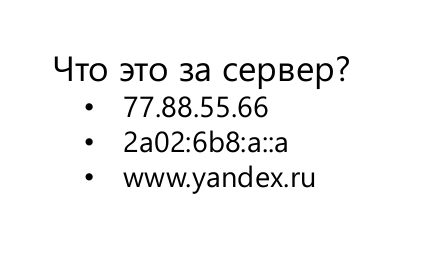 Что это за сервер?
• 77.88.55.66
• 2a02:6b8:a::a
• www.yandex.ru